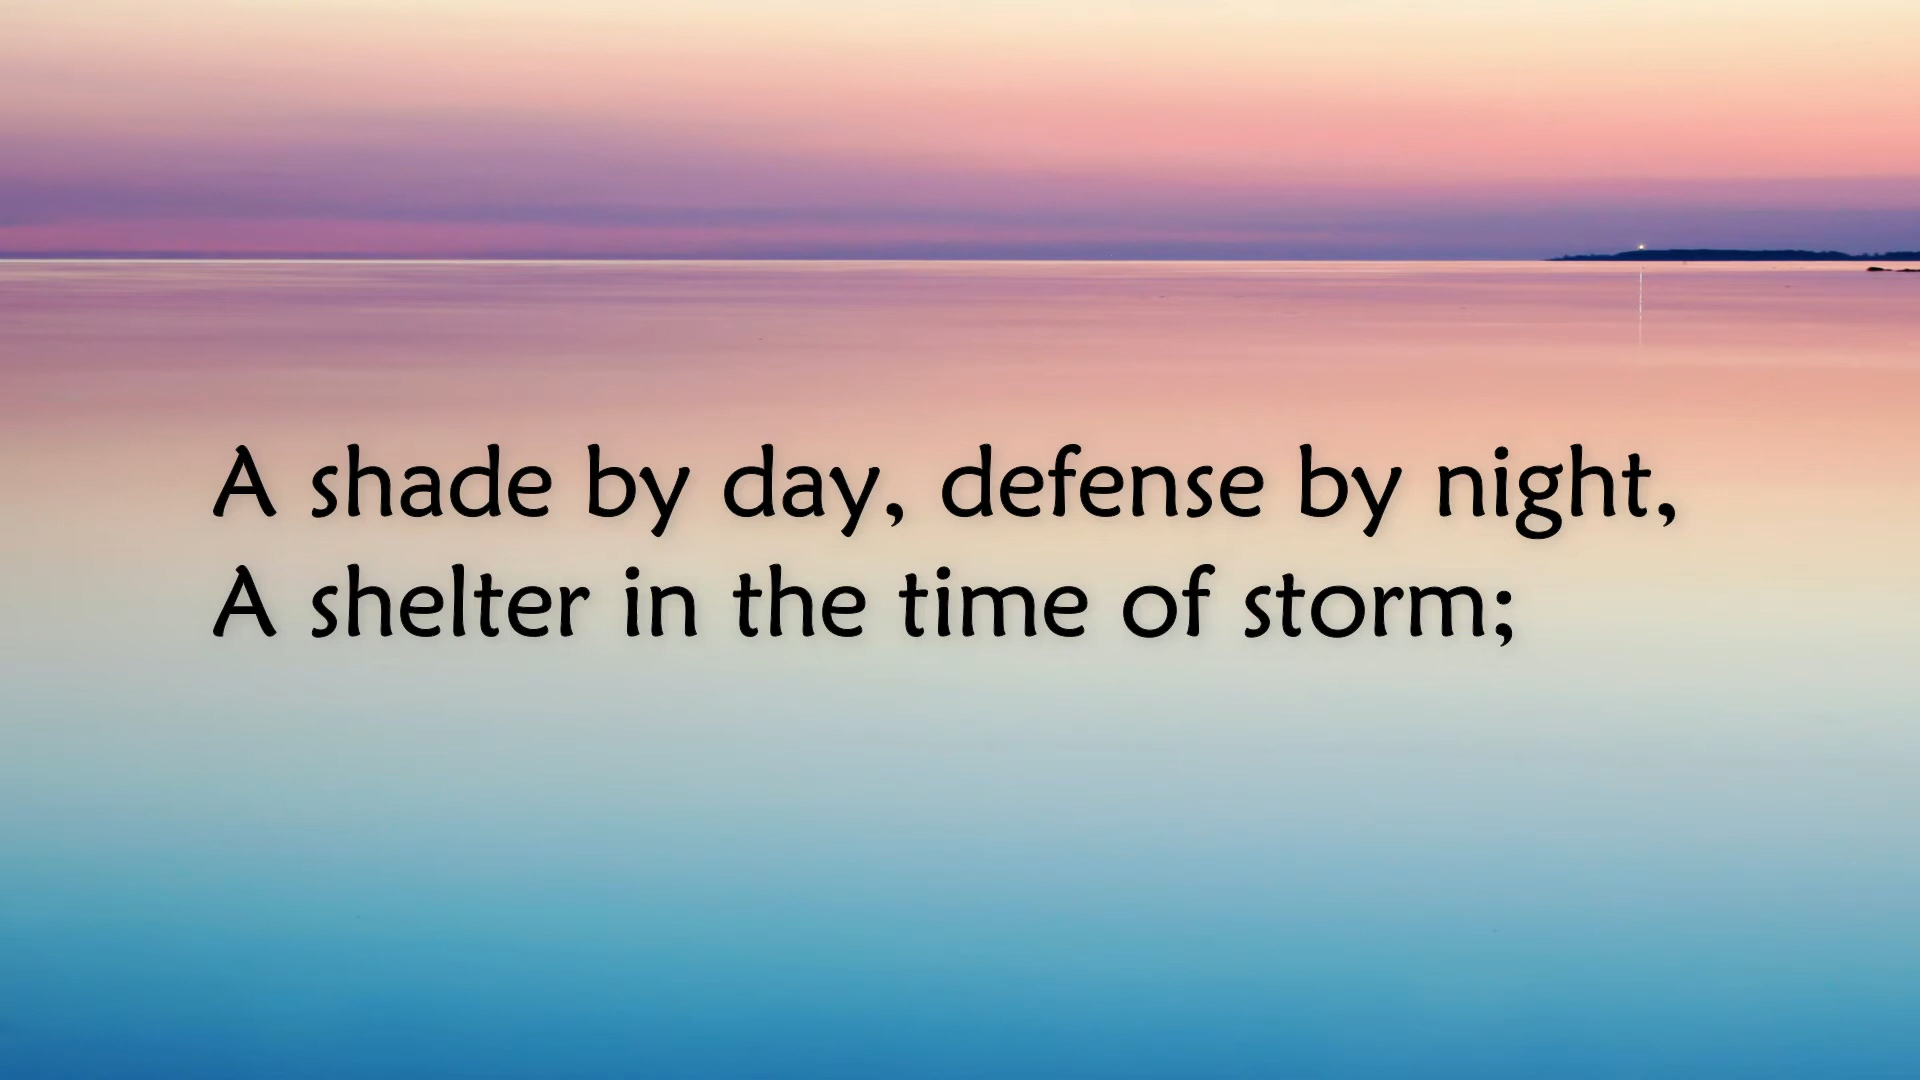 A shade by day, defense by night,
A shelter in the time of storm;